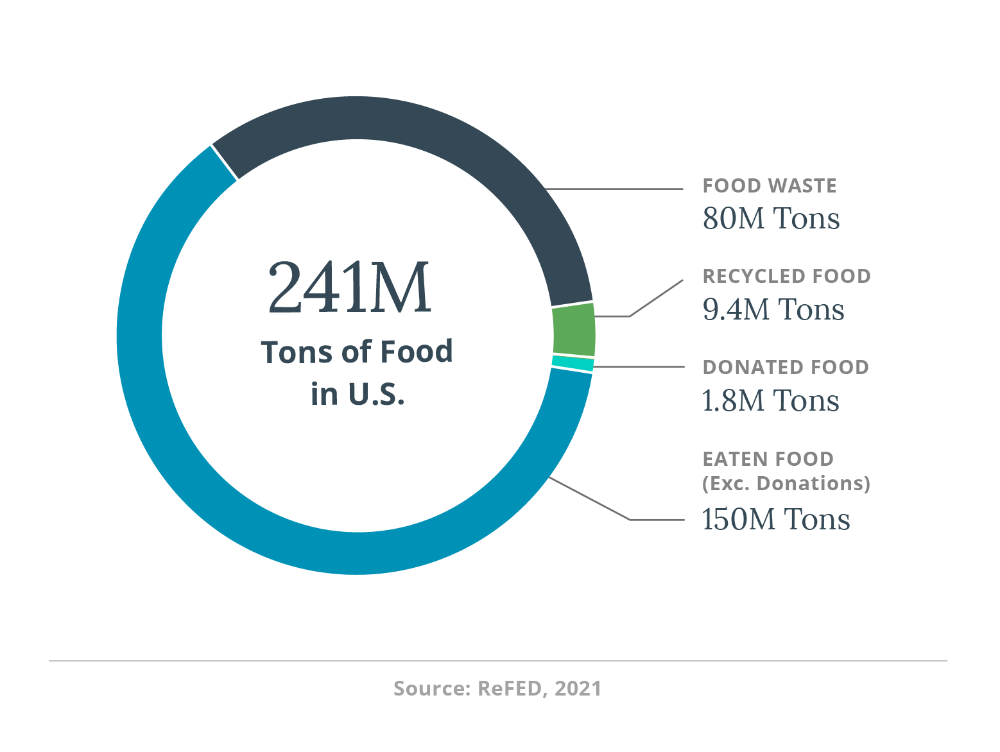 241M
Tons of Food
in U.S.
FOOD WASTE
80M Tons
RECYCLED FOOD
9.4M Tons
DONATED FOOD
1.8M Tons
EATEN FOOD
(Exc. Donations)
150M Tons
Source: ReFED, 2021